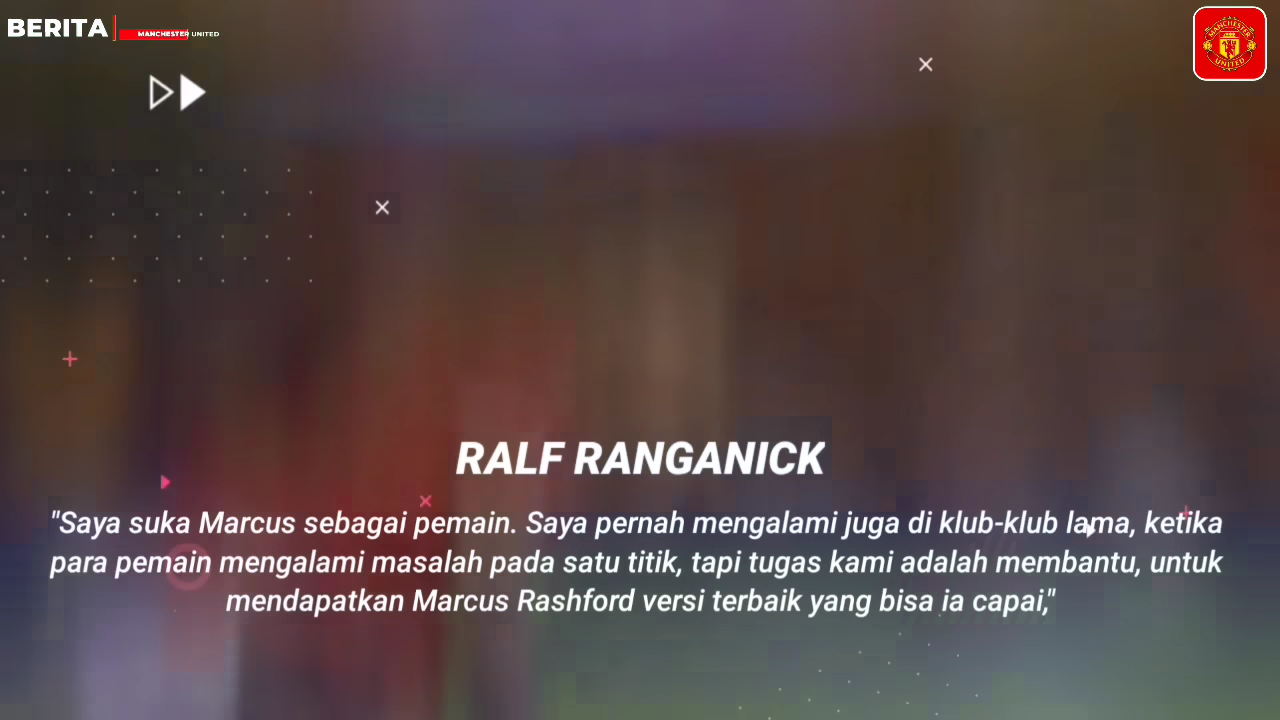 BERITA
MANCHESTER UNITED
MANCHESTER
UNITED
RALF RANGANICK
"Saya suka Marcus sebagai pemain. Saya pernah mengalami juga di klub-klub lama, ketika
para pemain mengalami masalah pada satu titik, tapi tugas kami adalah membantu, untuk
mendapatkan Marcus Rashford versi terbaik yang bisa ia capai,"